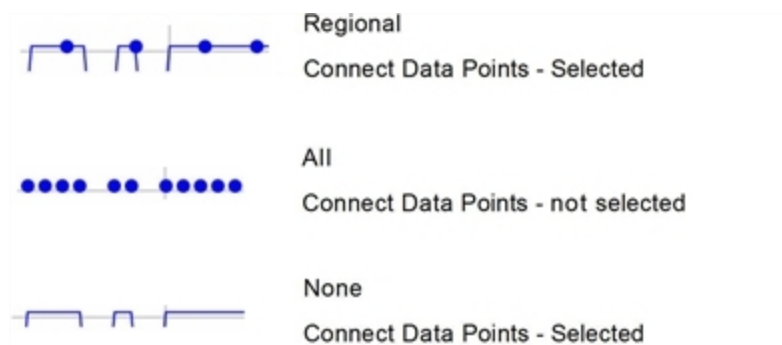 Regional
Connect Data Points - Selected
All
Connect Data Points - not selected
None
Connect Data Points - Selected